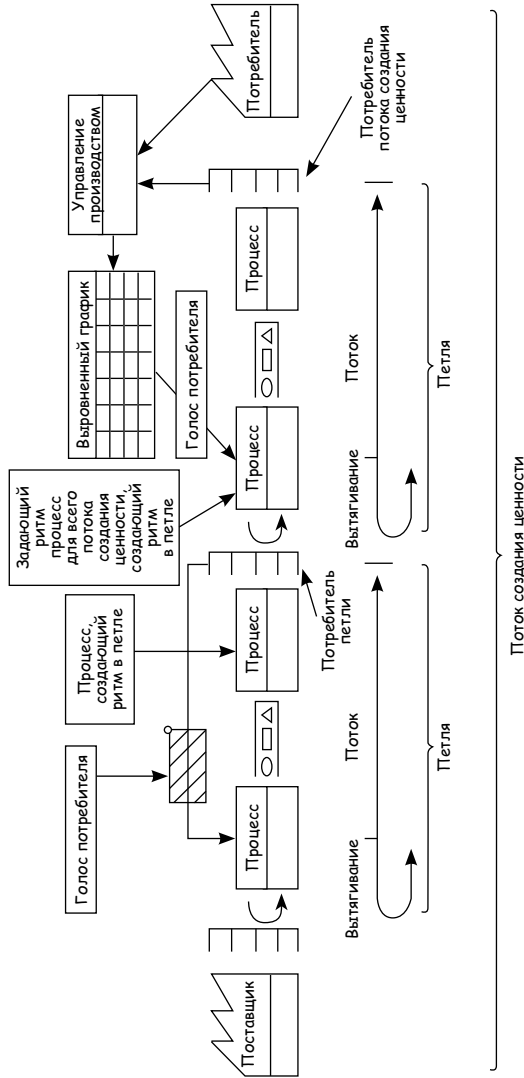 Поставщик
Голос потребителя
Процесс,
создающий
ритм в петле
Задающий
ритм
процесс
для всего
потока
создания
ценности,
создающий
ритм
в петле
Выровненный график
Голос потребителя
Управление
производством
Потребитель
Процесс
Процесс
Процесс
Процесс
Потребитель
петли
Потребитель
потока создания
ценности
Вытягивание
Поток
Вытягивание
Поток
Петля
Петля
Поток создания ценности